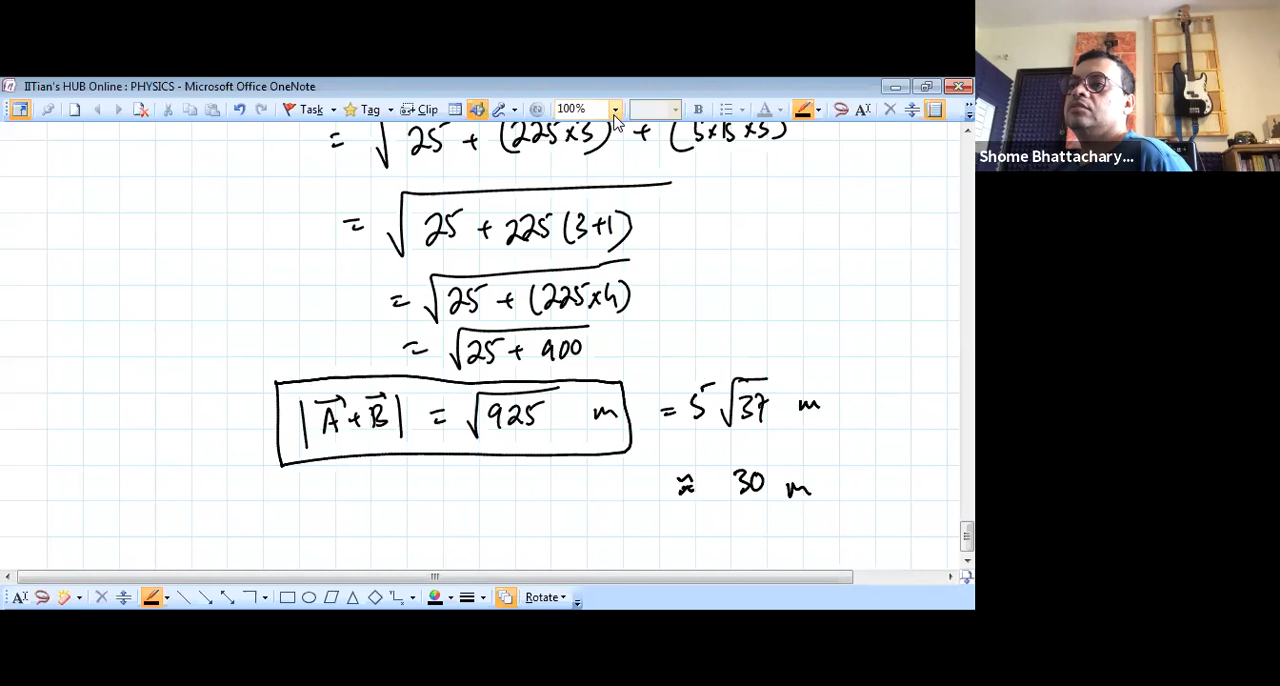 IITian's HUB Online : PHYSICS - Microsoft Office OneNote
Task Tag Clip 100% B A
= √25 + (225×3) + (5×15×3)
= √25 + 225 (3+1)
= √25 + (225×4)
= √25 + 900
|A⃗ + B⃗| = √925 m = 5 √37 m
≈ 30 m
Rotate
Shome Bhattachary...